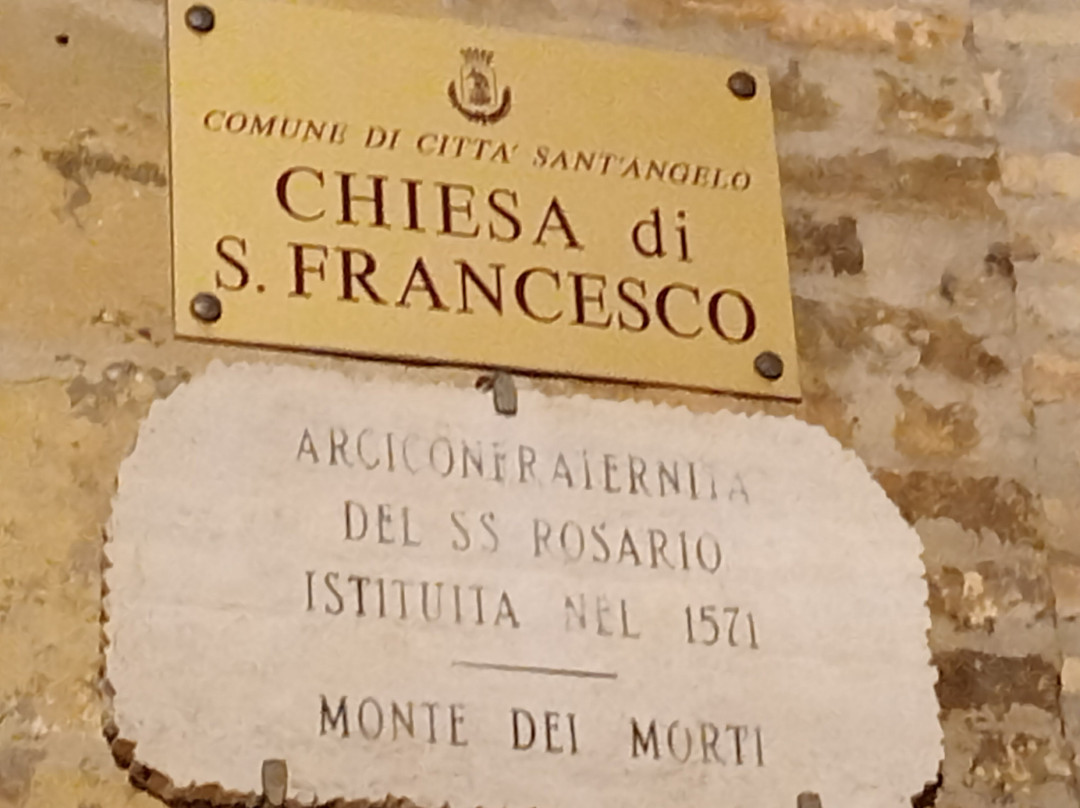 COMUNE DI CITTA' SANT'ANGELO
CHIESA di
S. FRANCESCO
ARCICONFRATERNITA
DEL SS ROSARIO
ISTITUITA NEL 1571
MONTE DEI MORTI